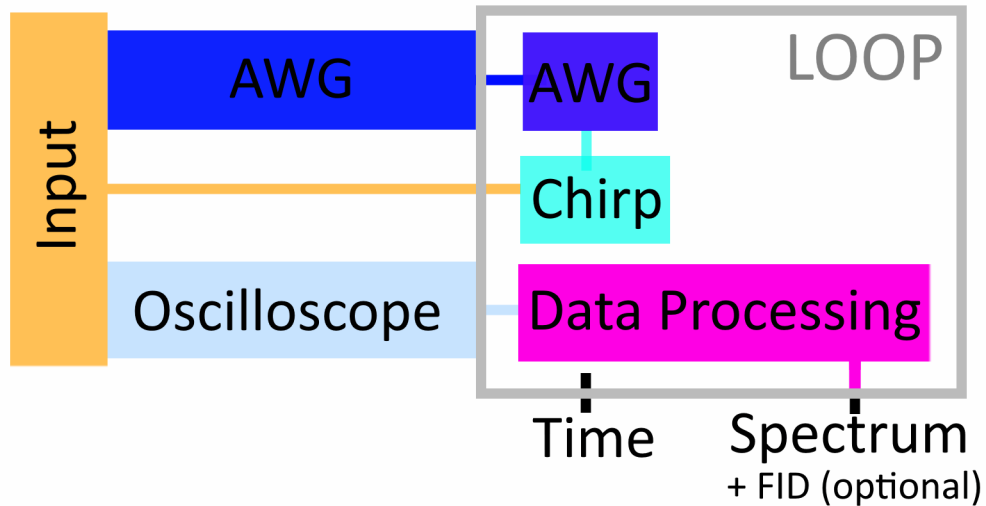 Input
AWG
Oscilloscope
LOOP
AWG
Chirp
Data Processing
Time
Spectrum
+ FID (optional)